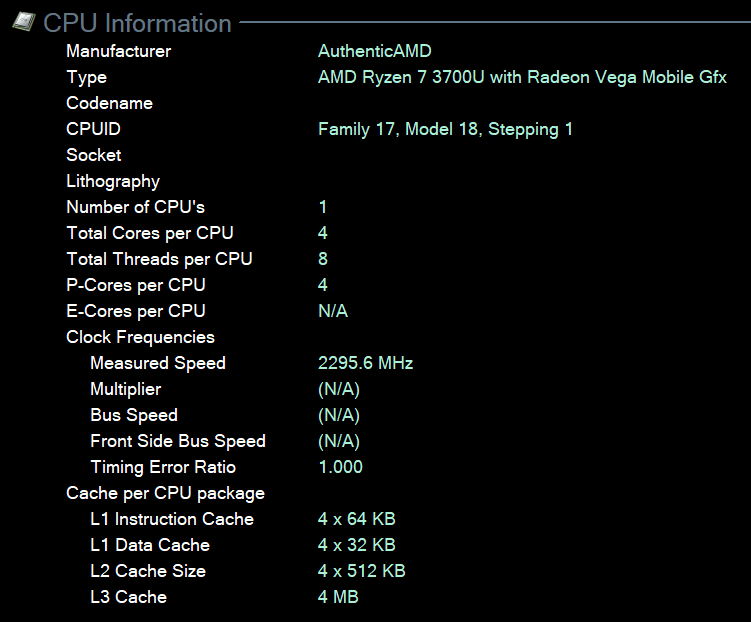 CPU Information
Manufacturer AuthenticAMD
Type AMD Ryzen 7 3700U with Radeon Vega Mobile Gfx
Codename
CPUID Family 17, Model 18, Stepping 1
Socket
Lithography
Number of CPU's 1
Total Cores per CPU 4
Total Threads per CPU 8
P-Cores per CPU 4
E-Cores per CPU N/A
Clock Frequencies
Measured Speed 2295.6 MHz
Multiplier (N/A)
Bus Speed (N/A)
Front Side Bus Speed (N/A)
Timing Error Ratio 1.000
Cache per CPU package
L1 Instruction Cache 4 x 64 KB
L1 Data Cache 4 x 32 KB
L2 Cache Size 4 x 512 KB
L3 Cache 4 MB